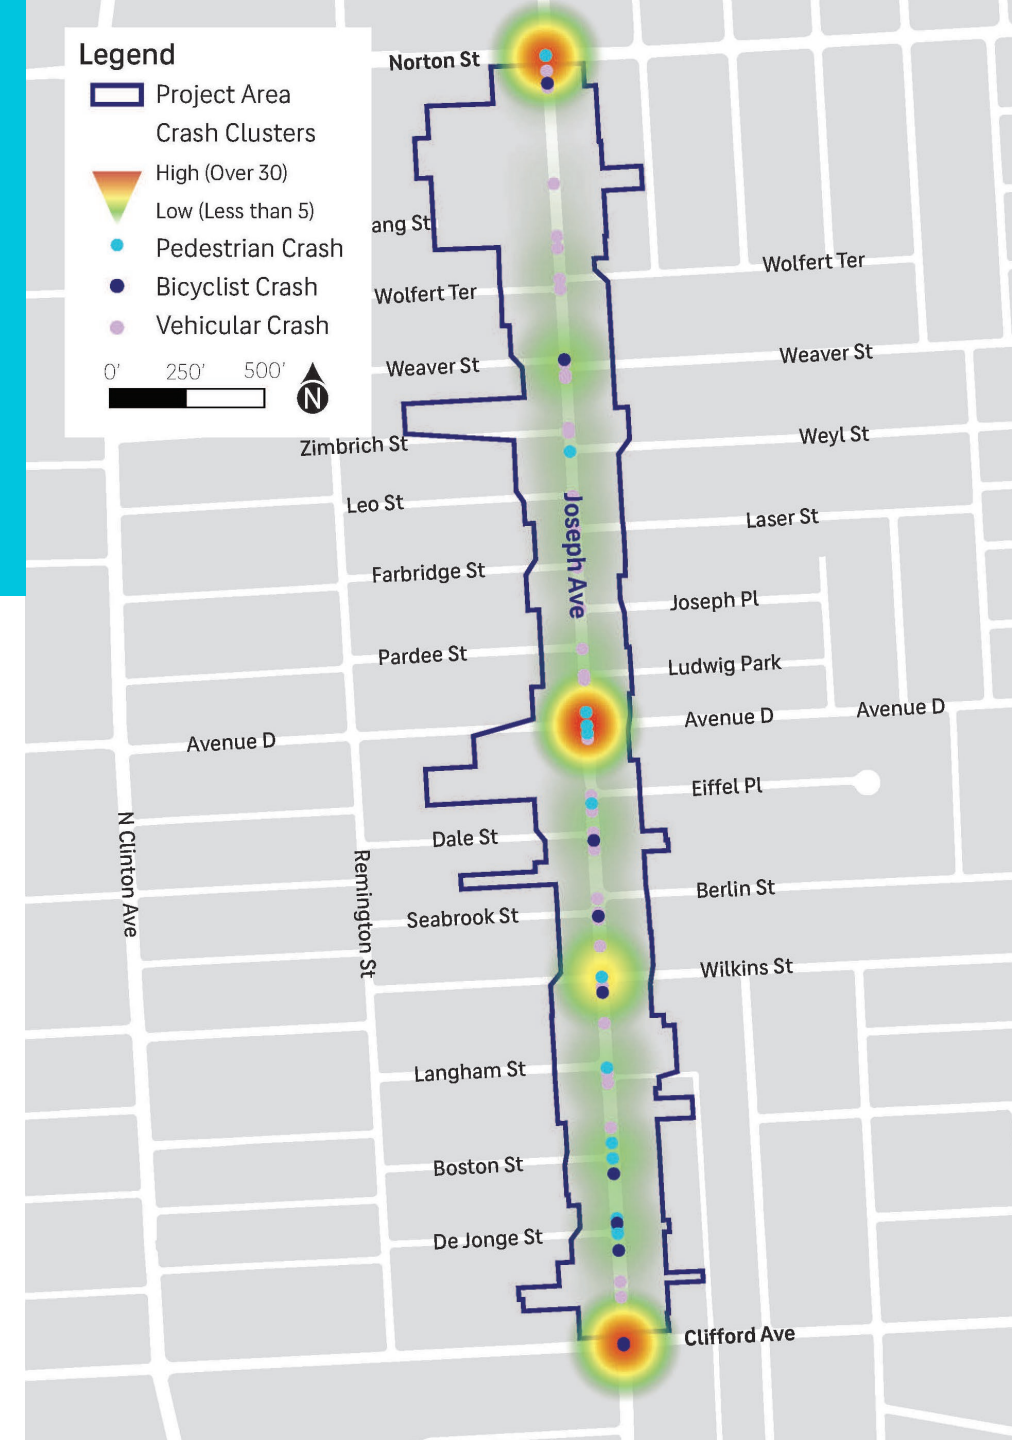 Legend
Project Area
Crash Clusters
High (Over 30)
Low (Less than 5)
Pedestrian Crash
Bicyclist Crash
Vehicular Crash
0' 250' 500'
N
Norton St
ang St
Wolfert Ter
Wolfert Ter
Weaver St
Weaver St
Zimbrich St
Weyl St
Leo St
Joseph Ave
Laser St
Farbridge St
Joseph Pl
Pardee St
Ludwig Park
Avenue D
Avenue D
Avenue D
Eiffel Pl
N Clinton Ave
Remington St
Dale St
Berlin St
Seabrook St
Wilkins St
Langham St
Boston St
De Jonge St
Clifford Ave